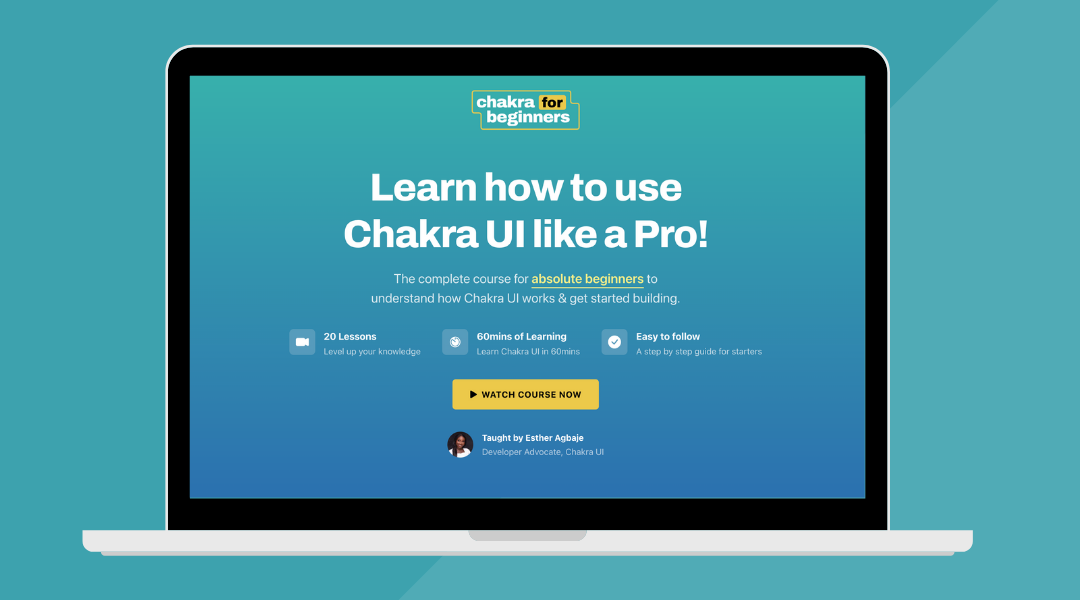 chakra for
beginners
Learn how to use
Chakra UI like a Pro!
The complete course for absolute beginners to
understand how Chakra UI works & get started building.
20 Lessons
Level up your knowledge
60mins of Learning
Learn Chakra UI in 60mins
Easy to follow
A step by step guide for starters
WATCH COURSE NOW
Taught by Esther Agbaje
Developer Advocate, Chakra UI